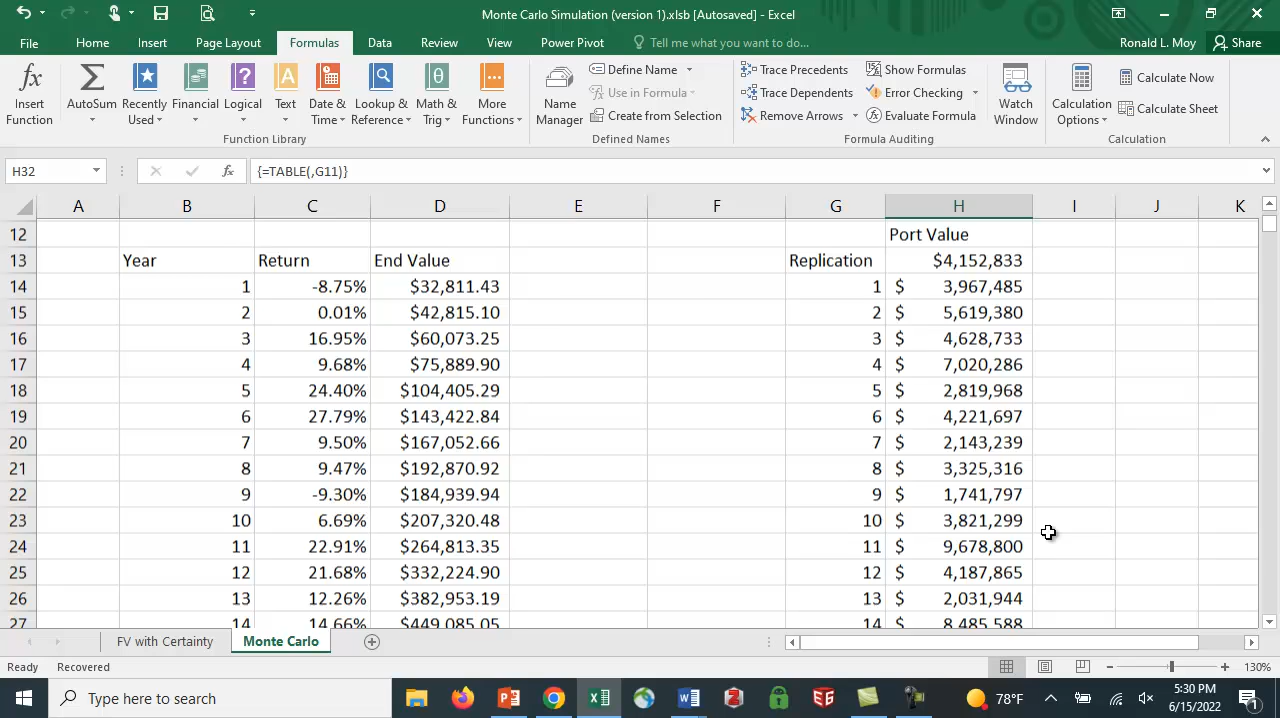 Monte Carlo Simulation (version 1).xlsb [Autosaved] - Excel
File Home Insert Page Layout Formulas Data Review View Power Pivot Tell me what you want to do... Ronald L. Moy Share
Insert Function
AutoSum
Recently Used
Financial
Logical
Text
Date & Time
Lookup & Reference
Math & Trig
More Functions
Function Library
Name Manager
Define Name
Use in Formula
Create from Selection
Defined Names
Trace Precedents
Trace Dependents
Remove Arrows
Show Formulas
Error Checking
Evaluate Formula
Formula Auditing
Watch Window
Calculation Options
Calculate Now
Calculate Sheet
Calculation
H32 fx {=TABLE(,G11)}
A B C D E F G H I J K
12 Port Value
13 Year Return End Value Replication $4,152,833
14 1 -8.75% $32,811.43 1 $ 3,967,485
15 2 0.01% $42,815.10 2 $ 5,619,380
16 3 16.95% $60,073.25 3 $ 4,628,733
17 4 9.68% $75,889.90 4 $ 7,020,286
18 5 24.40% $104,405.29 5 $ 2,819,968
19 6 27.79% $143,422.84 6 $ 4,221,697
20 7 9.50% $167,052.66 7 $ 2,143,239
21 8 9.47% $192,870.92 8 $ 3,325,316
22 9 -9.30% $184,939.94 9 $ 1,741,797
23 10 6.69% $207,320.48 10 $ 3,821,299
24 11 22.91% $264,813.35 11 $ 9,678,800
25 12 21.68% $332,224.90 12 $ 4,187,865
26 13 12.26% $382,953.19 13 $ 2,031,944
27 14 14.66% $449,085.05 14 $ 8,485,588
FV with Certainty Monte Carlo
Ready Recovered 130%
Type here to search 78°F 5:30 PM
6/15/2022